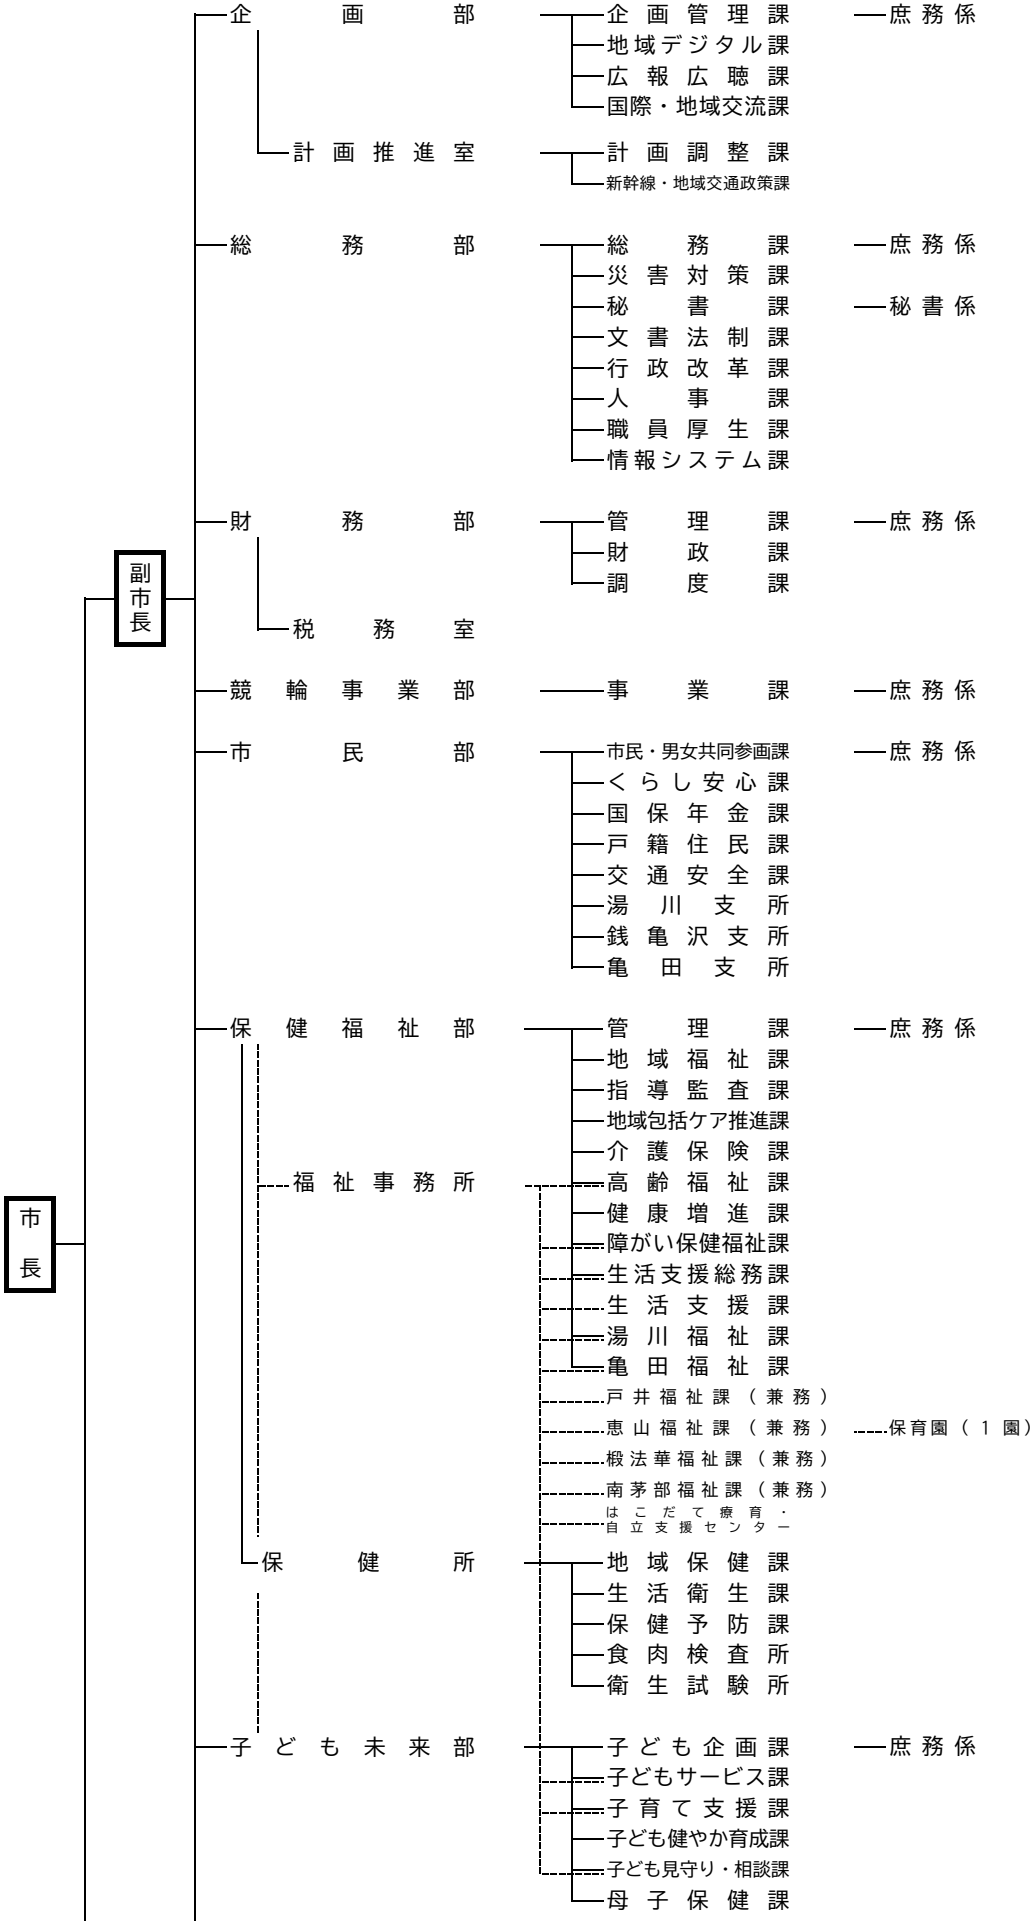 企画部 企画管理課 庶務係
地域デジタル課
広報広聴課
国際・地域交流課
計画推進室 計画調整課
新幹線・地域交通政策課
総務部 総務課 庶務係
災害対策課
秘書課 秘書係
文書法制課
行政改革課
人事課
職員厚生課
情報システム課
財務部 管理課 庶務係
財政課
調度課
副市長
税務室
競輪事業部 事業課 庶務係
市民部 市民・男女共同参画課 庶務係
くらし安心課
国保年金課
戸籍住民課
交通安全課
湯川支所
銭亀沢支所
亀田支所
保健福祉部 管理課 庶務係
地域福祉課
指導監査課
地域包括ケア推進課
介護保険課
福祉事務所 高齢福祉課
健康増進課
市長
障がい保健福祉課
生活支援総務課
生活支援課
湯川福祉課
亀田福祉課
戸井福祉課（兼務）
恵山福祉課（兼務） 保育園（１園）
椴法華福祉課（兼務）
南茅部福祉課（兼務）
はこだて療育・
自立支援センター
保健所 地域保健課
生活衛生課
保健予防課
食肉検査所
衛生試験所
子ども未来部 子ども企画課 庶務係
子どもサービス課
子育て支援課
子ども健やか育成課
子ども見守り・相談課
母子保健課